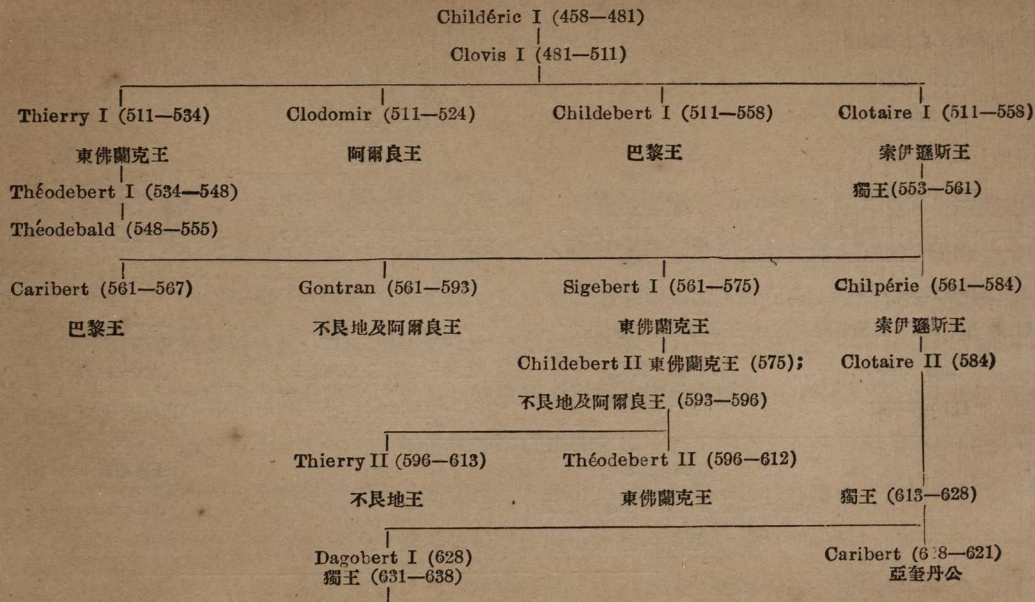 Childéric I (458—481)
Clovis I (481—511)
Thierry I (511—534) Clodomir (511—524) Childebert I (511—558) Clotaire I (511—558)
東佛蘭克王 阿爾良王 巴黎王 索伊遜斯王
Théodebert I (534—548) 獨王(553—561)
Théodebald (548—555)
Caribert (561—567) Gontran (561—593) Sigebert I (561—575) Chilpérie (561—584)
巴黎王 不艮地及阿爾良王 東佛蘭克王 索伊遜斯王
Childebert II 東佛蘭克王 (575); Clotaire II (584)
不艮地及阿爾良王 (593—596)
Thierry II (596—613) Théodebert II (596—612)
不艮地王 東佛蘭克王 獨王 (613—628)
Dagobert I (628) Caribert
獨王 (631—638) 亞奎丹公